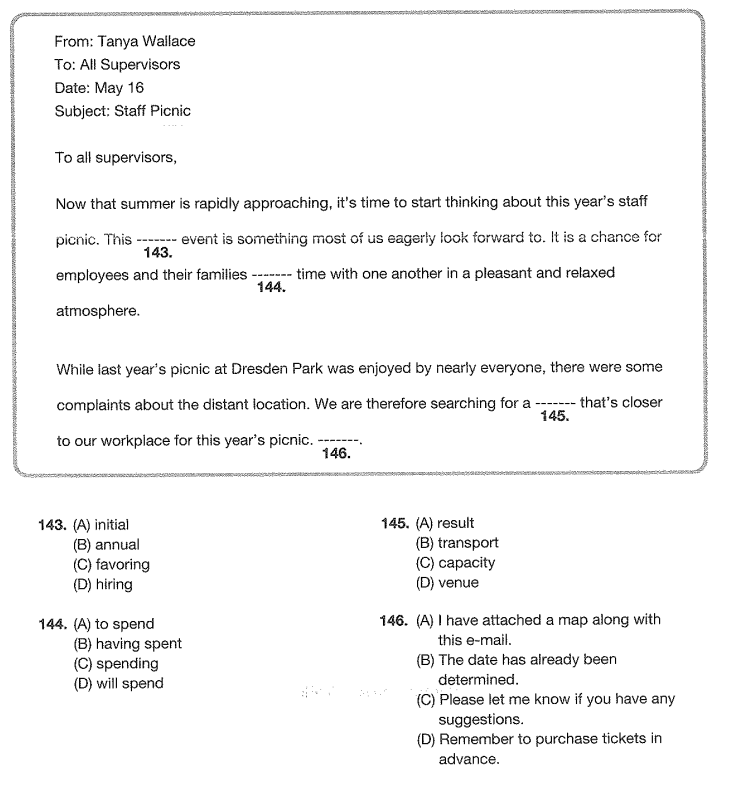 From: Tanya Wallace
To: All Supervisors
Date: May 16
Subject: Staff Picnic
To all supervisors,
Now that summer is rapidly approaching, it's time to start thinking about this year's staff
picnic. This ------- event is something most of us eagerly look forward to. It is a chance for
143.
employees and their families ------- time with one another in a pleasant and relaxed
144.
atmosphere.
While last year's picnic at Dresden Park was enjoyed by nearly everyone, there were some
complaints about the distant location. We are therefore searching for a ------- that's closer
145.
to our workplace for this year's picnic. -------.
146.
143. (A) initial
(B) annual
(C) favoring
(D) hiring
144. (A) to spend
(B) having spent
(C) spending
(D) will spend
145. (A) result
(B) transport
(C) capacity
(D) venue
146. (A) I have attached a map along with
this e-mail.
(B) The date has already been
determined.
(C) Please let me know if you have any
suggestions.
(D) Remember to purchase tickets in
advance.